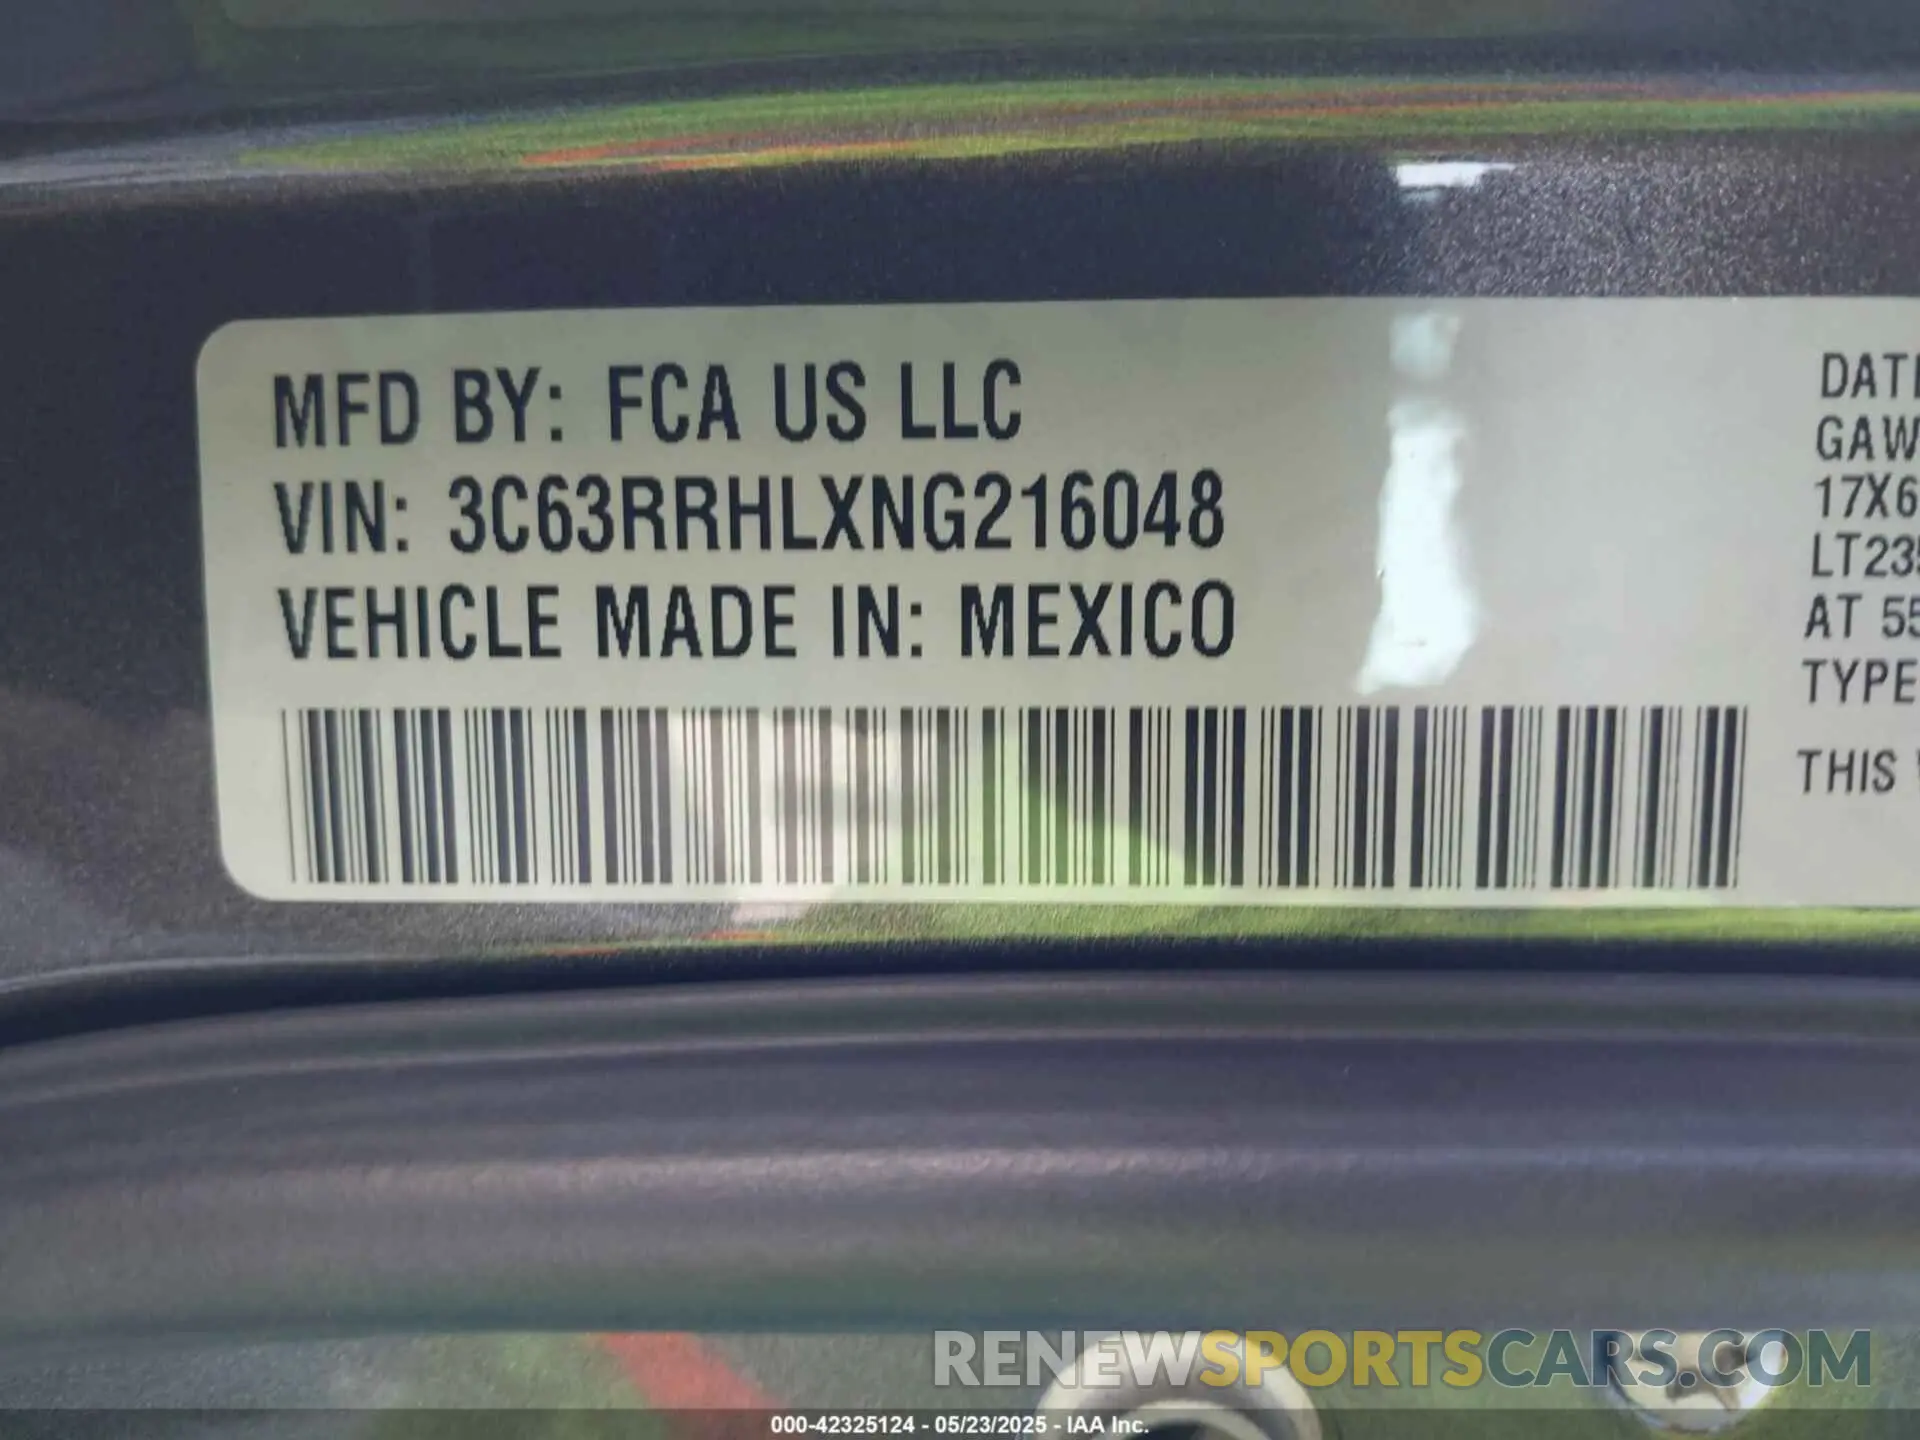 MFD BY: FCA US LLC
VIN: 3C63RRHLXNG216048
VEHICLE MADE IN: MEXICO
DAT
GAW
17X6
LT235
AT 55
TYPE
THIS
RENEWSPORTSCARS.COM
000-42325124 - 05/23/2025 - IAA Inc.